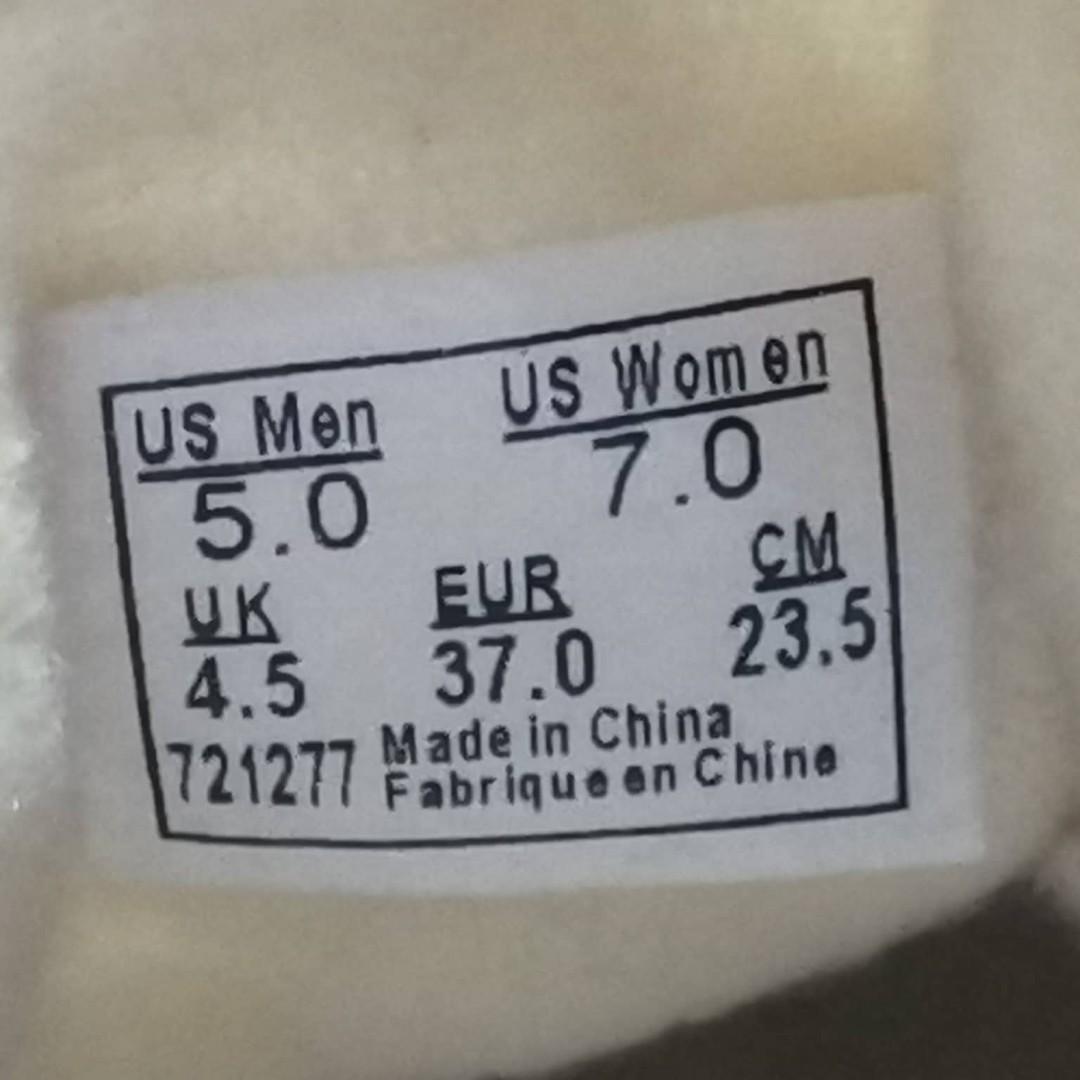 US Men US Women
5.0 7.0
UK EUR CM
4.5 37.0 23.5
721277 Made in China
Fabrique en Chine